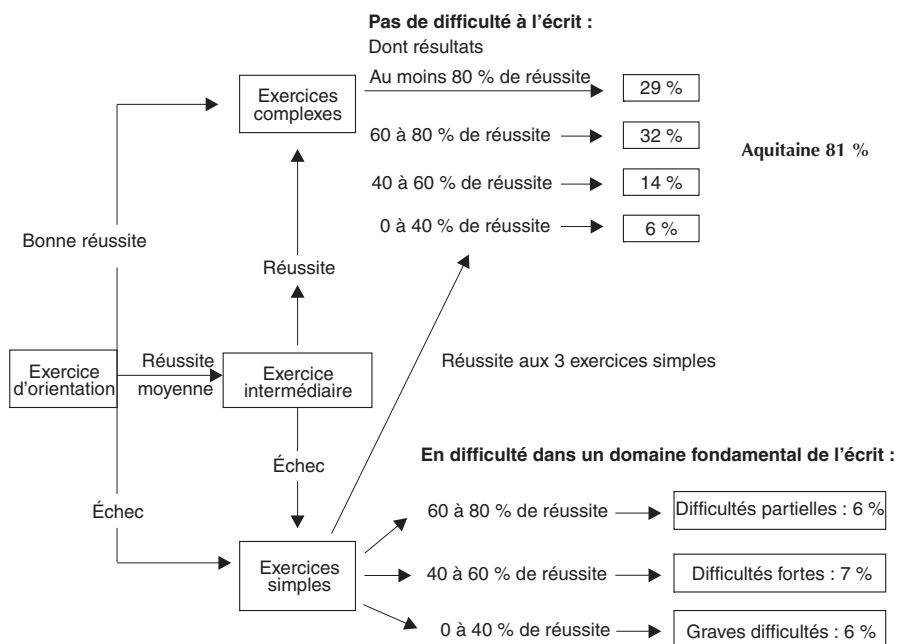 Pas de difficulté à l'écrit :
Dont résultats
Au moins 80 % de réussite
29 %
Exercices
complexes
60 à 80 % de réussite
32 %
Aquitaine 81 %
40 à 60 % de réussite
14 %
0 à 40 % de réussite
6 %
Bonne réussite
Réussite
Exercice
d'orientation
Réussite
moyenne
Exercice
intermédiaire
Réussite aux 3 exercices simples
Échec
En difficulté dans un domaine fondamental de l'écrit :
Échec
60 à 80 % de réussite
Difficultés partielles : 6 %
Exercices
simples
40 à 60 % de réussite
Difficultés fortes : 7 %
0 à 40 % de réussite
Graves difficultés : 6 %